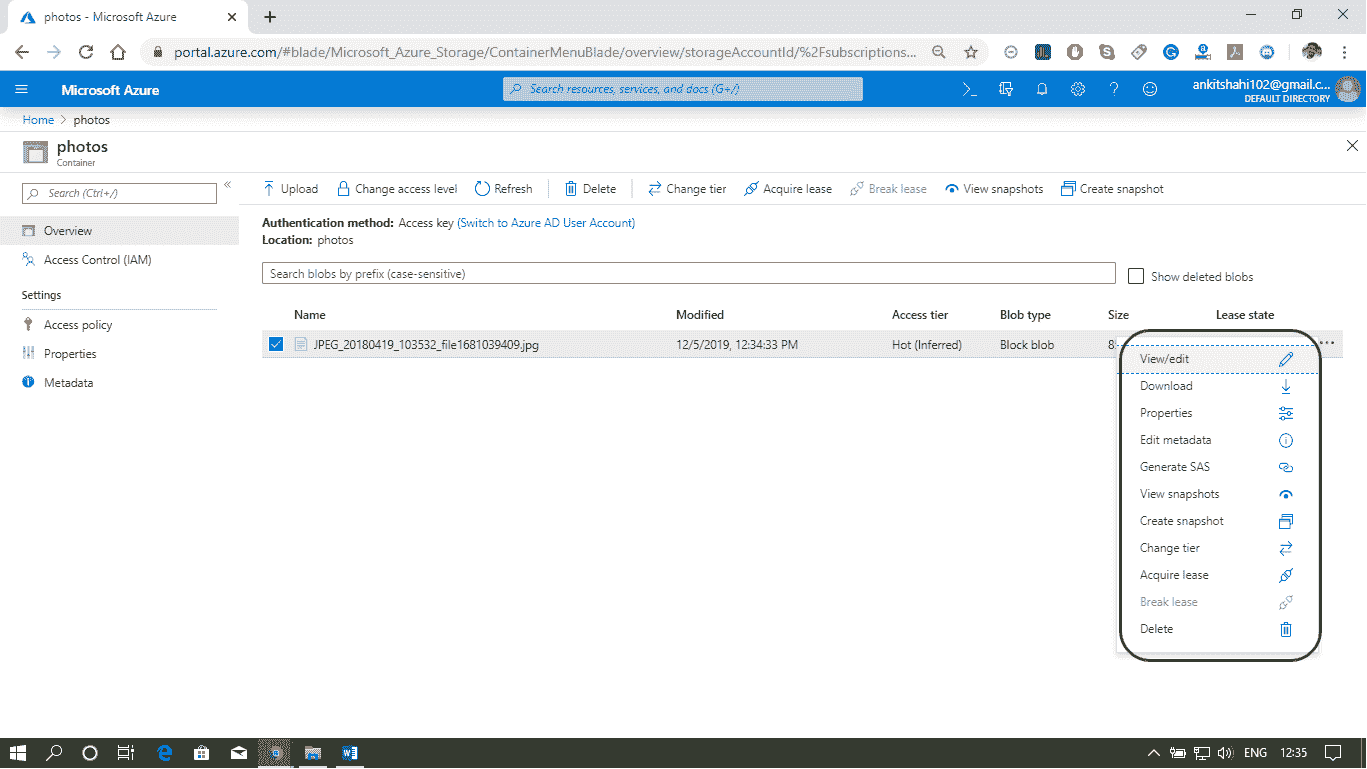 photos - Microsoft Azure
portal.azure.com/#blade/Microsoft_Azure_Storage/ContainerMenuBlade/overview/storageAccountId/%2Fsubscriptions...
Microsoft Azure
Search resources, services, and docs (G+/)
ankitshahi102@gmail.c...
DEFAULT DIRECTORY
Home > photos
photos
Container
Search (Ctrl+/)
«
Overview
Access Control (IAM)
Settings
Access policy
Properties
Metadata
Upload Change access level Refresh Delete Change tier Acquire lease Break lease View snapshots Create snapshot
Authentication method: Access key (Switch to Azure AD User Account)
Location: photos
Search blobs by prefix (case-sensitive)
Show deleted blobs
Name Modified Access tier Blob type Size Lease state
JPEG_20180419_103532_file1681039409.jpg 12/5/2019, 12:34:33 PM Hot (Inferred) Block blob 8
View/edit
Download
Properties
Edit metadata
Generate SAS
View snapshots
Create snapshot
Change tier
Acquire lease
Break lease
Delete
ENG 12:35